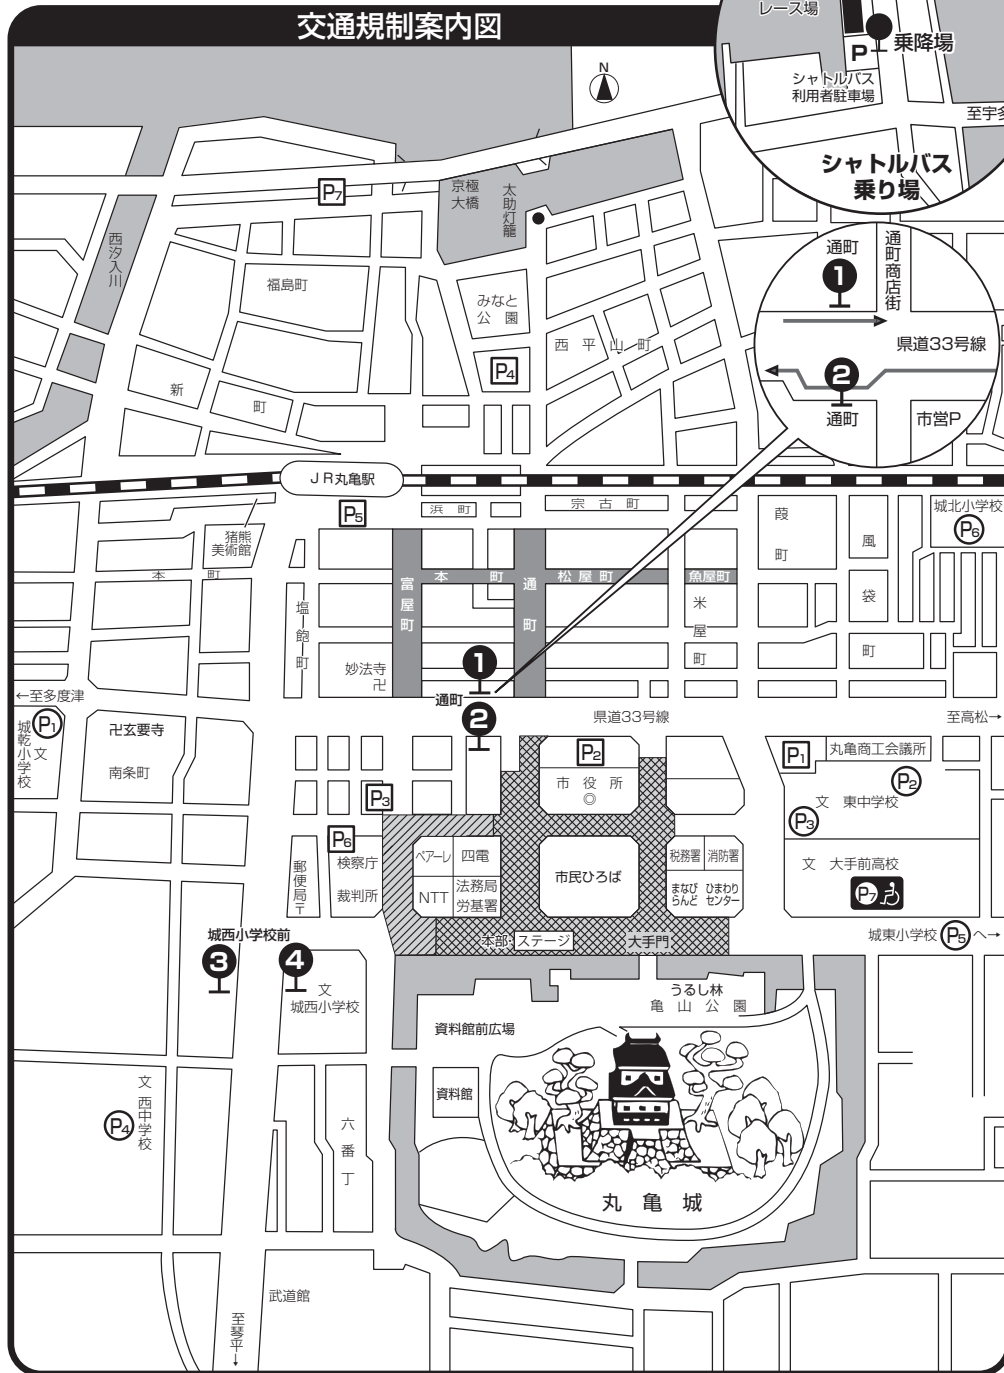 交通規制案内図
レース場
乗降場
P
シャトルバス
利用者駐車場
至宇多
シャトルバス
乗り場
N
P7
京極
大橋
太助灯籠
西汐入川
福島町
みなと
公園
西平山町
P4
新町
通町
1
通町商店街
県道33号線
2
通町
市営P
JR丸亀駅
P5
浜町
宗古町
城北小学校
P6
葭町
風袋町
猪熊
美術館
本町
富屋町
本町
通町
松屋町
魚屋町
米屋町
塩飽町
妙法寺
卍
1
通町
2
県道33号線
←至多度津
至高松→
P1
文
城乾小学校
卍玄要寺
南条町
P2
市役所
◎
P1
丸亀商工会議所
P2
文 東中学校
P3
P3
P6
検察庁
裁判所
郵便局〒
ペアーレ
四電
NTT
法務局
労基署
市民ひろば
税務署
消防署
まなび
らんど
ひまわり
センター
文 大手前高校
P7
本部
ステージ
大手門
城東小学校 P5 へ→
城西小学校前
3
4
文
城西小学校
うるし林
亀山公園
資料館前広場
資料館
文 西中学校
P4
六番丁
丸亀城
武道館
至琴平→